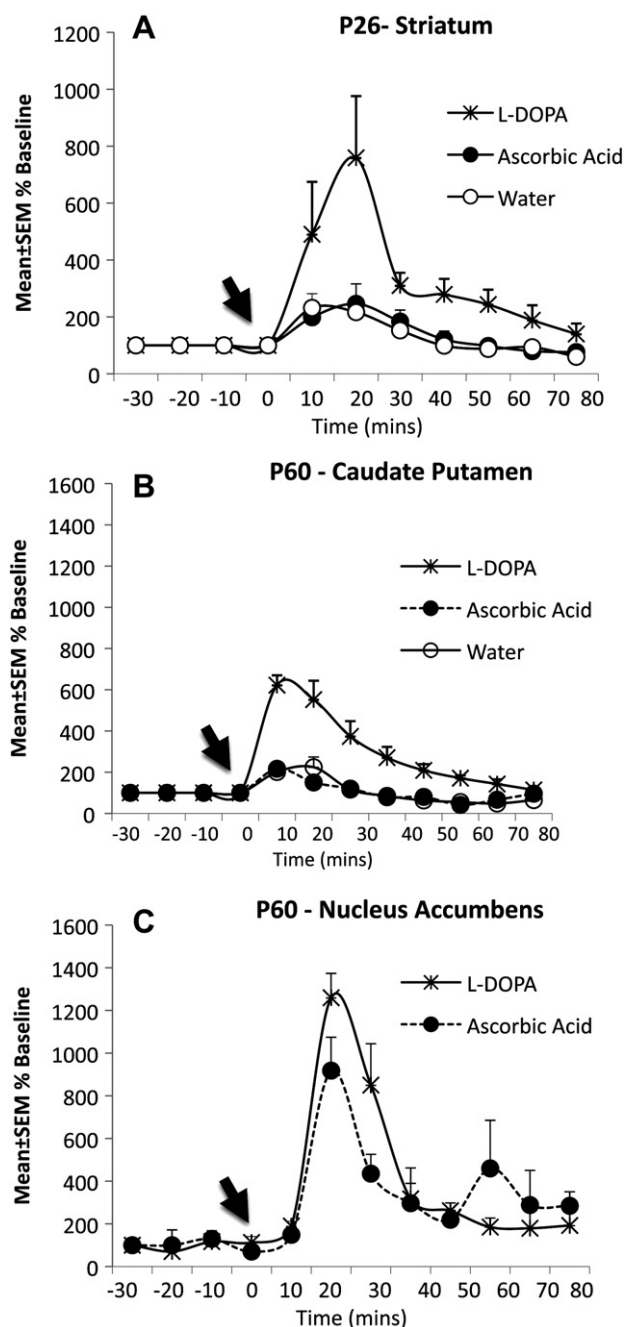 A P26- Striatum
1200
1000
800
600
400
200
0
Mean±SEM % Baseline
L-DOPA
Ascorbic Acid
Water
-30 -20 -10 0 10 20 30 40 50 60 70 80
Time (mins)
B P60 - Caudate Putamen
1600
1400
1200
1000
800
600
400
200
0
Mean±SEM % Baseline
L-DOPA
Ascorbic Acid
Water
-30 -20 -10 0 10 20 30 40 50 60 70 80
Time (mins)
C P60 - Nucleus Accumbens
1600
1400
1200
1000
800
600
400
200
0
Mean±SEM % Baseline
L-DOPA
Ascorbic Acid
-30 -20 -10 0 10 20 30 40 50 60 70 80
Time (mins)